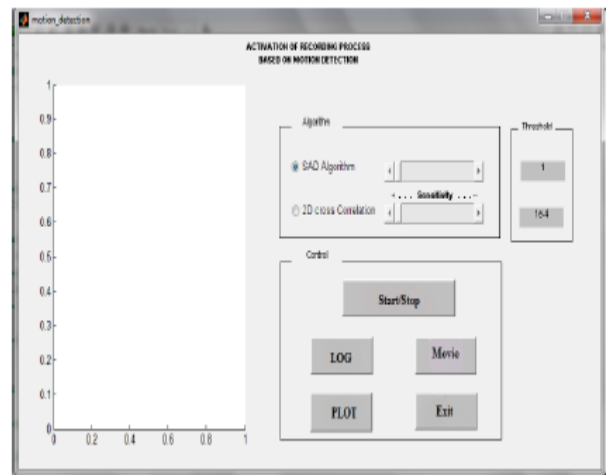 motion_detection
ACTIVATION OF RECORDING PROCESS
BASED ON MOTION DETECTION
1
0.9
0.8
0.7
0.6
0.5
0.4
0.3
0.2
0.1
0
0 0.2 0.4 0.6 0.8 1
Algorithm
SAD Algorithm
+ . . . Sensitivity . . . -
2D cross Correlation
Threshold
1
16.4
Control
Start/Stop
LOG Movie
PLOT Exit